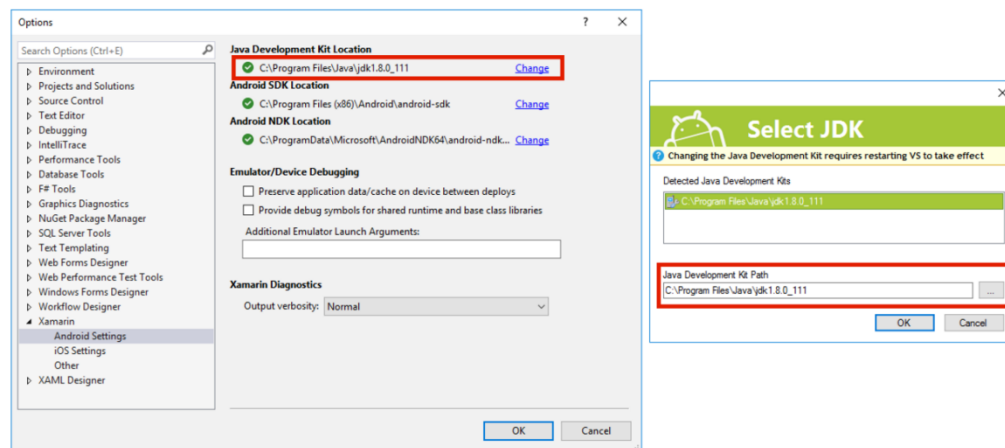 Options
Search Options (Ctrl+E)
Environment
Projects and Solutions
Source Control
Text Editor
Debugging
IntelliTrace
Performance Tools
Database Tools
F# Tools
Graphics Diagnostics
NuGet Package Manager
SQL Server Tools
Text Templating
Web Forms Designer
Web Performance Test Tools
Windows Forms Designer
Workflow Designer
Xamarin
Android Settings
iOS Settings
Other
XAML Designer
Java Development Kit Location
C:\Program Files\Java\jdk1.8.0_111 Change
Android SDK Location
C:\Program Files (x86)\Android\android-sdk Change
Android NDK Location
C:\ProgramData\Microsoft\AndroidNDK64\android-ndk... Change
Emulator/Device Debugging
Preserve application data/cache on device between deploys
Provide debug symbols for shared runtime and base class libraries
Additional Emulator Launch Arguments:
Xamarin Diagnostics
Output verbosity: Normal
OK Cancel
Select JDK
Changing the Java Development Kit requires restarting VS to take effect
Detected Java Development Kits
C:\Program Files\Java\jdk1.8.0_111
Java Development Kit Path
C:\Program Files\Java\jdk1.8.0_111 ...
OK Cancel